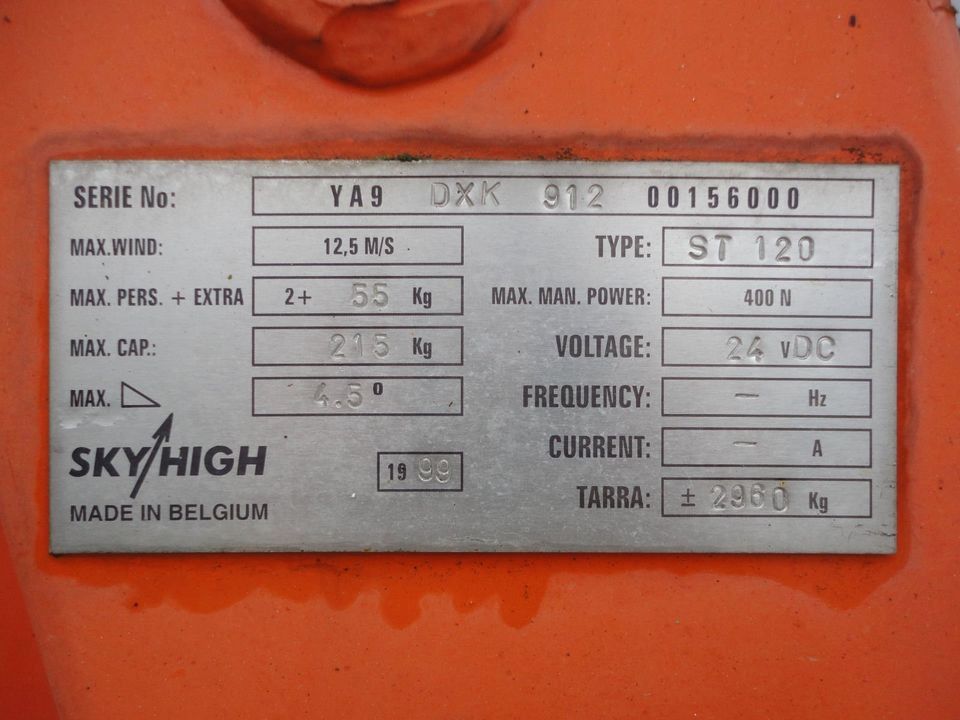 SERIE No: YA9 DXK 912 00156000
MAX.WIND: 12,5 M/S TYPE: ST 120
MAX. PERS. + EXTRA 2+ 55 Kg MAX. MAN. POWER: 400 N
MAX. CAP.: 215 Kg VOLTAGE: 24 VDC
MAX. 4.5° FREQUENCY: — Hz
SKY HIGH 1999 CURRENT: — A
MADE IN BELGIUM TARRA: ± 2960 Kg